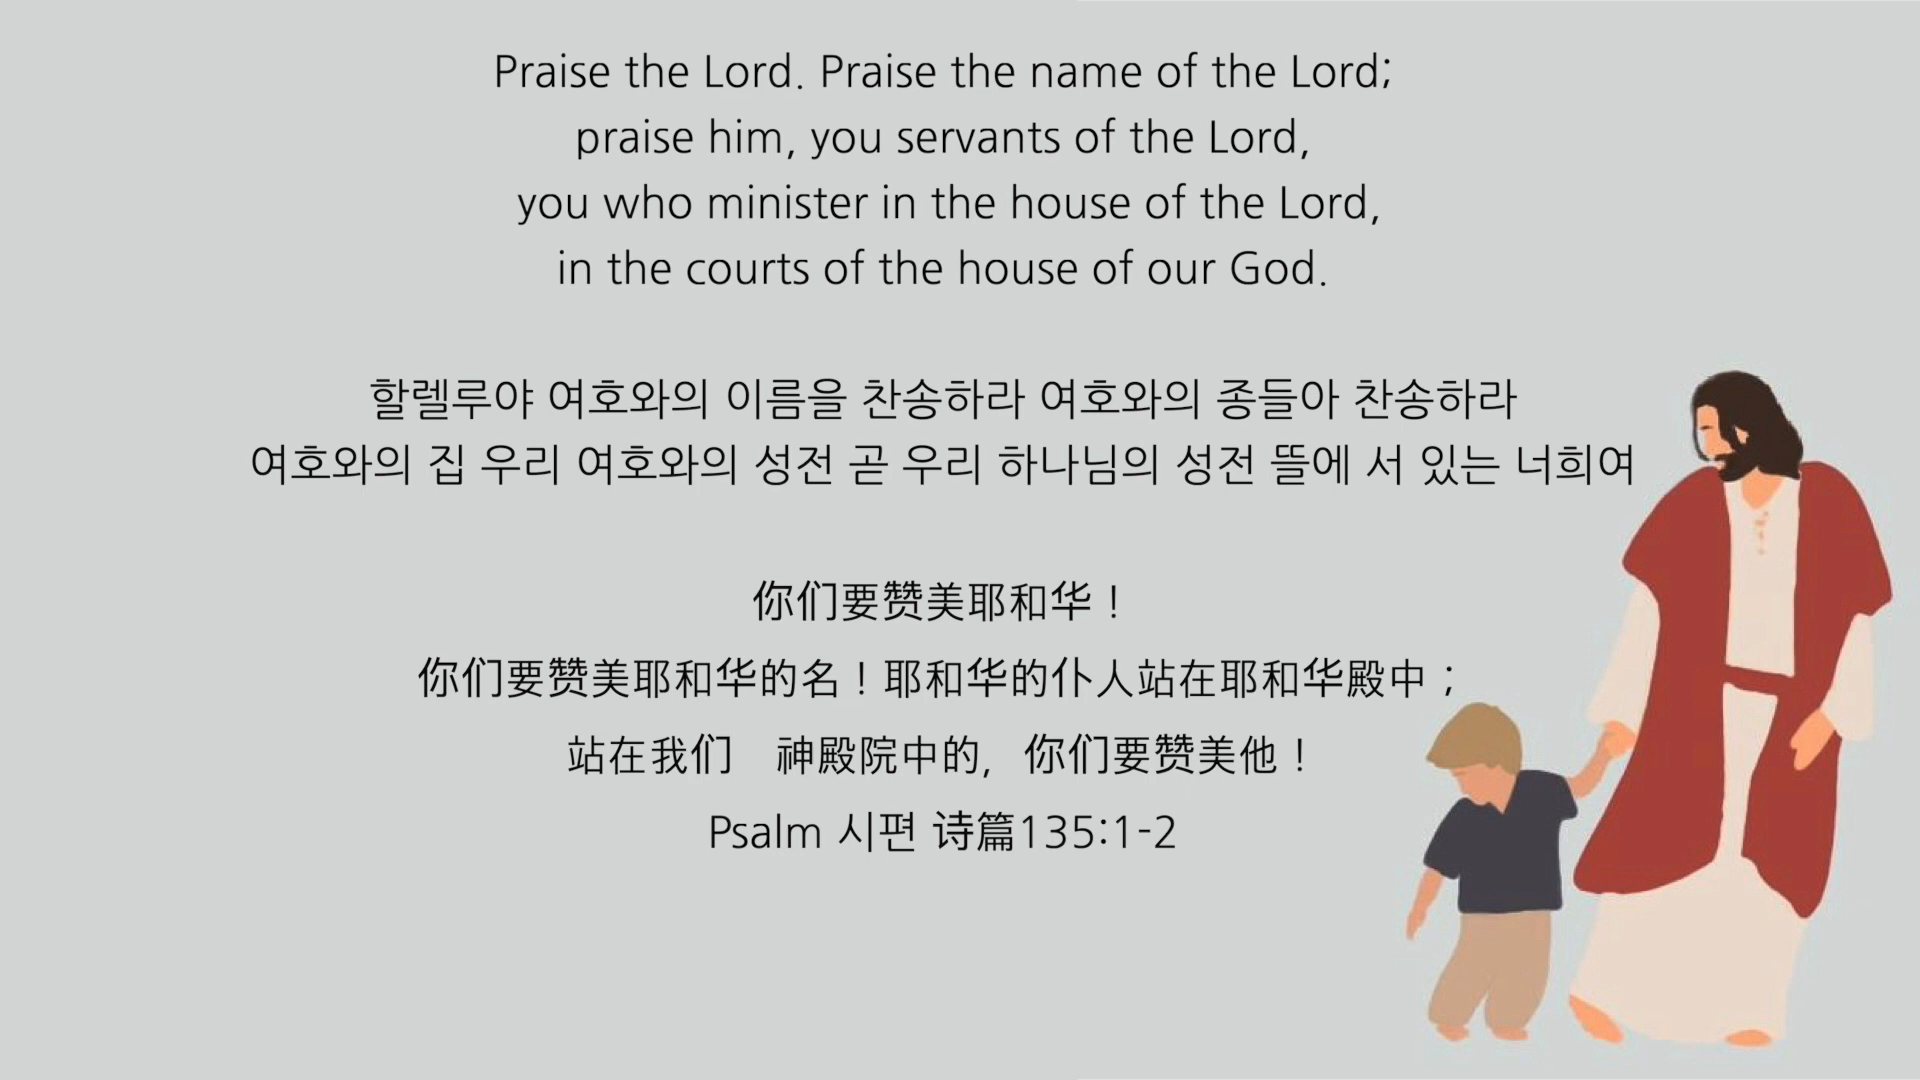 Praise the Lord. Praise the name of the Lord;
praise him, you servants of the Lord,
you who minister in the house of the Lord,
in the courts of the house of our God.
할렐루야 여호와의 이름을 찬송하라 여호와의 종들아 찬송하라
여호와의 집 우리 여호와의 성전 곧 우리 하나님의 성전 뜰에 서 있는 너희여
你们要赞美耶和华！
你们要赞美耶和华的名！耶和华的仆人站在耶和华殿中；
站在我们　神殿院中的，你们要赞美他！
Psalm 시편 诗篇135:1-2